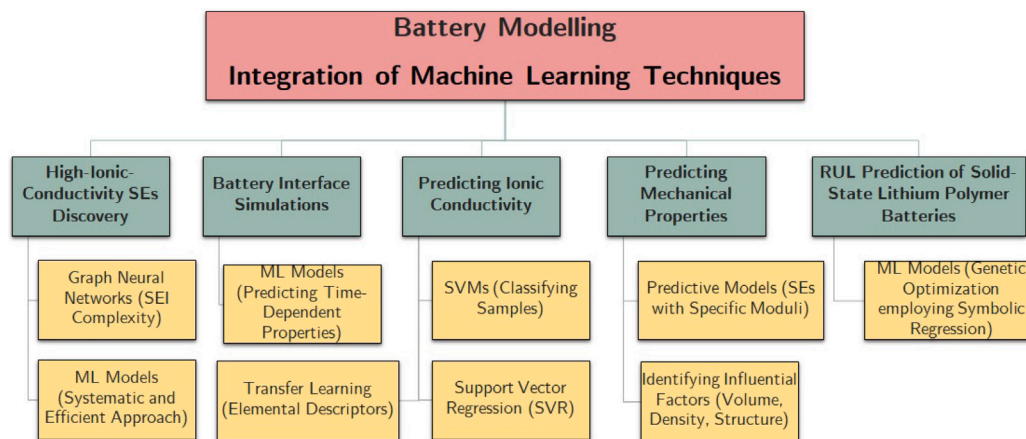 Battery Modelling
Integration of Machine Learning Techniques
High-Ionic-
Conductivity SEs
Discovery
Battery Interface
Simulations
Predicting Ionic
Conductivity
Predicting
Mechanical
Properties
RUL Prediction of Solid-
State Lithium Polymer
Batteries
Graph Neural
Networks (SEI
Complexity)
ML Models
(Predicting Time-
Dependent
Properties)
SVMs (Classifying
Samples)
Predictive Models (SEs
with Specific Moduli)
ML Models (Genetic
Optimization
employing Symbolic
Regression)
ML Models
(Systematic and
Efficient Approach)
Transfer Learning
(Elemental Descriptors)
Support Vector
Regression (SVR)
Identifying Influential
Factors (Volume,
Density, Structure)